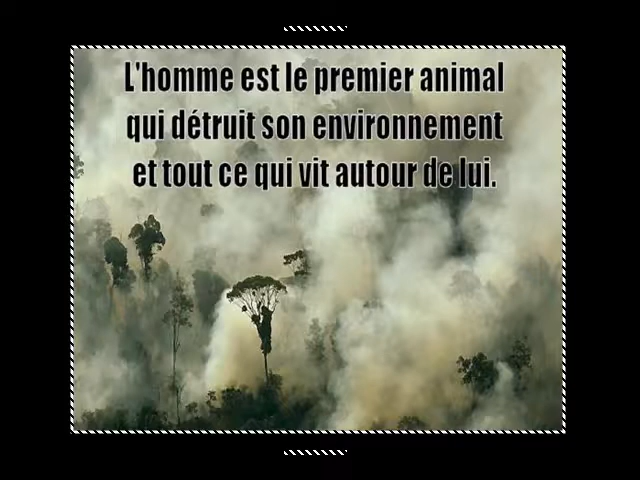 L'homme est le premier animal
qui détruit son environnement
et tout ce qui vit autour de lui.